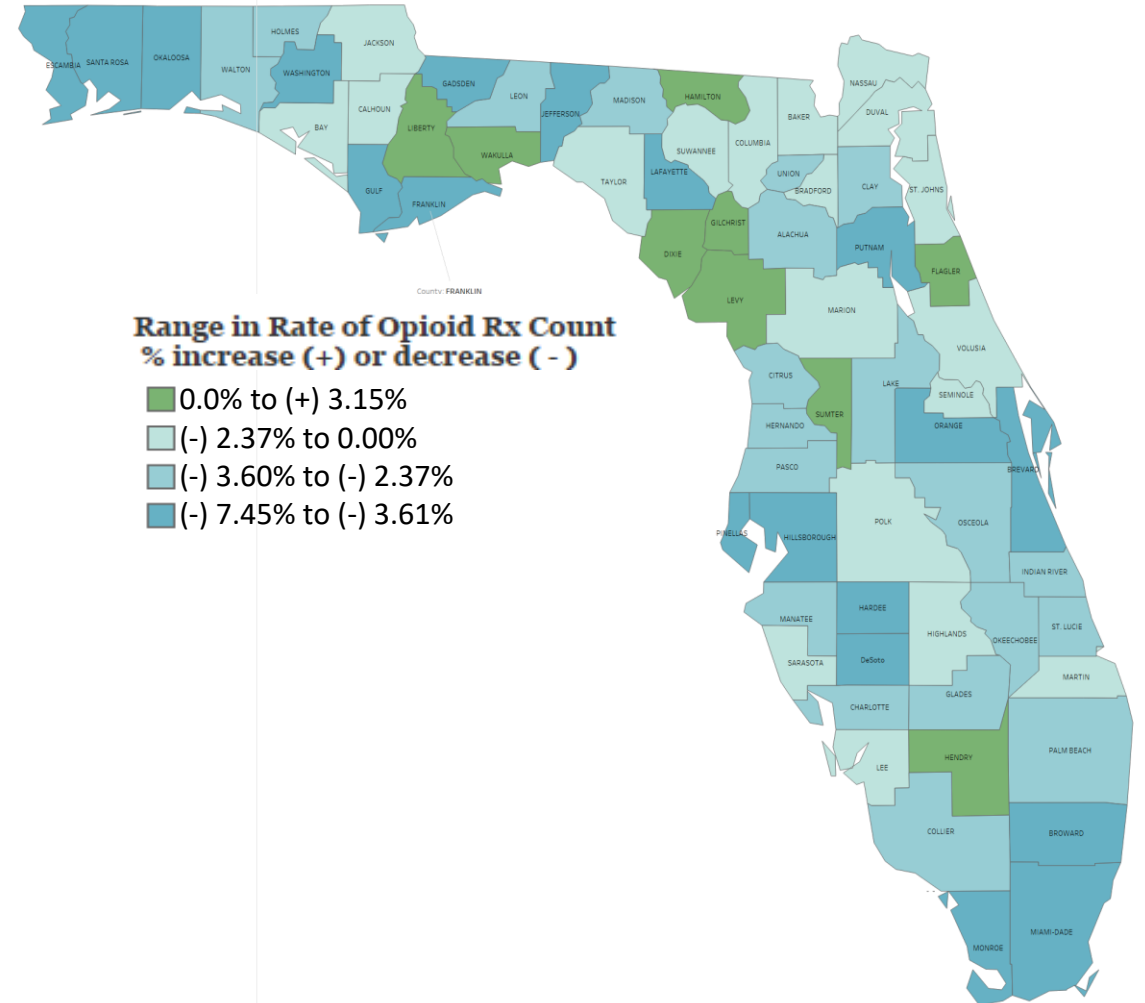 HOLMES
JACKSON
ESCAMBIA
SANTA ROSA
OKALOOSA
WALTON
WASHINGTON
GADSDEN
LEON
JEFFERSON
MADISON
HAMILTON
NASSAU
DUVAL
BAKER
CALHOUN
BAY
LIBERTY
WAKULLA
COLUMBIA
SUWANNEE
TAYLOR
LAFAYETTE
UNION
BRADFORD
CLAY
ST. JOHNS
GULF
FRANKLIN
GILCHRIST
ALACHUA
PUTNAM
DIXIE
FLAGLER
LEVY
County: FRANKLIN
MARION
VOLUSIA
Range in Rate of Opioid Rx Count
% increase (+) or decrease ( - )
0.0% to (+) 3.15%
(-) 2.37% to 0.00%
(-) 3.60% to (-) 2.37%
(-) 7.45% to (-) 3.61%
CITRUS
LAKE
SEMINOLE
SUMTER
HERNANDO
ORANGE
PASCO
BREVARD
POLK
OSCEOLA
PINELLAS
HILLSBOROUGH
INDIAN RIVER
HARDEE
MANATEE
HIGHLANDS
OKEECHOBEE
ST. LUCIE
SARASOTA
DeSoto
MARTIN
GLADES
CHARLOTTE
PALM BEACH
HENDRY
LEE
COLLIER
BROWARD
MIAMI-DADE
MONROE